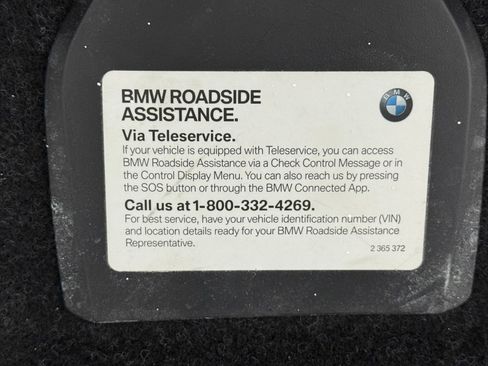 BMW ROADSIDE
ASSISTANCE.
BMW
Via Teleservice.
If your vehicle is equipped with Teleservice, you can access
BMW Roadside Assistance via a Check Control Message or in
the Control Display Menu. You can also reach us by pressing
the SOS button or through the BMW Connected App.
Call us at 1-800-332-4269.
For best service, have your vehicle identification number (VIN)
and location details ready for your BMW Roadside Assistance
Representative.
2 365 372